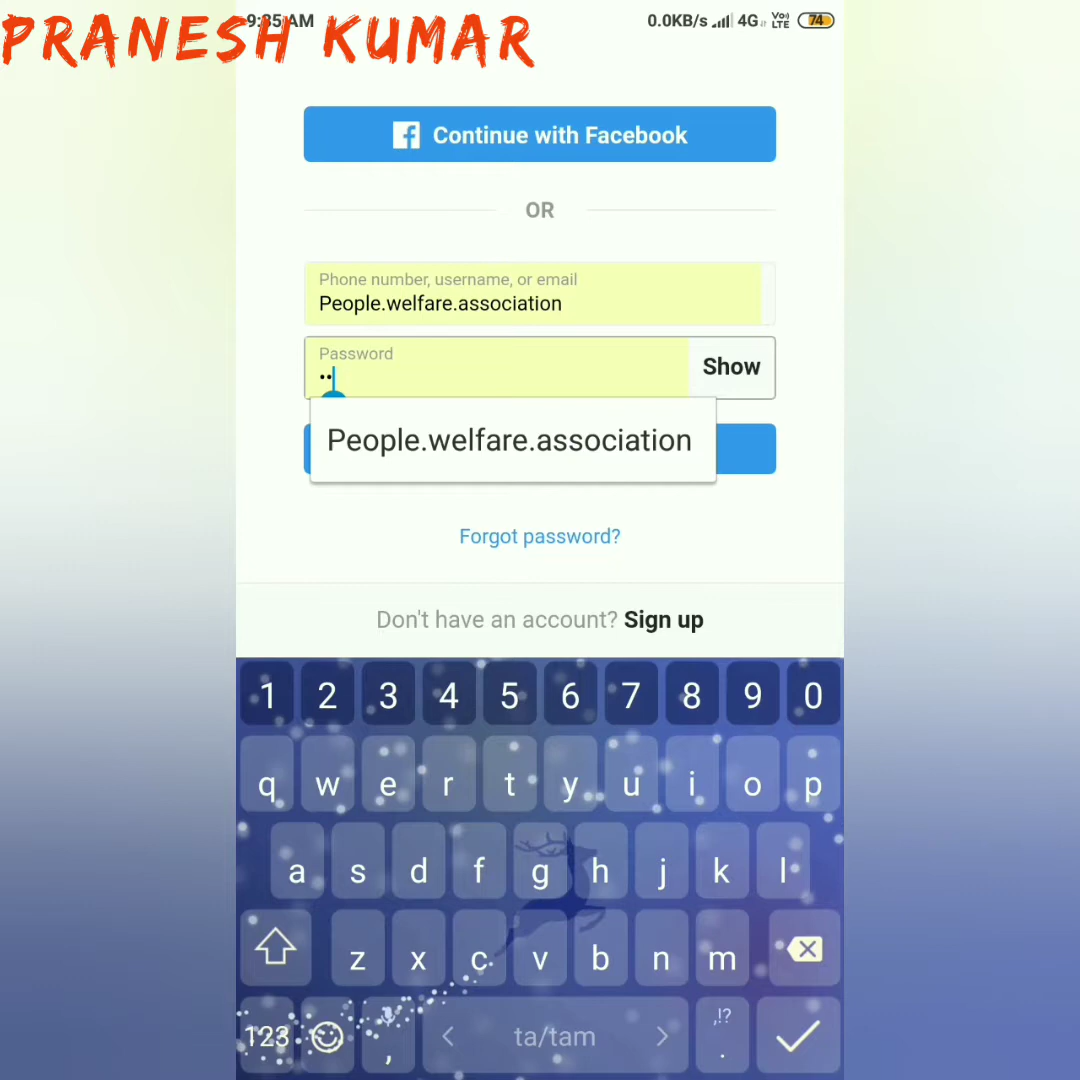 PRANESH KUMAR
9:35 AM 0.0KB/s 4G Vo) LTE 74
Continue with Facebook
OR
Phone number, username, or email
People.welfare.association
Password
•• Show
People.welfare.association
Forgot password?
Don't have an account? Sign up
1 2 3 4 5 6 7 8 9 0
q w e r t y u i o p
a s d f g h j k l
z x c v b n m
123 , < ta/tam > ,!? .